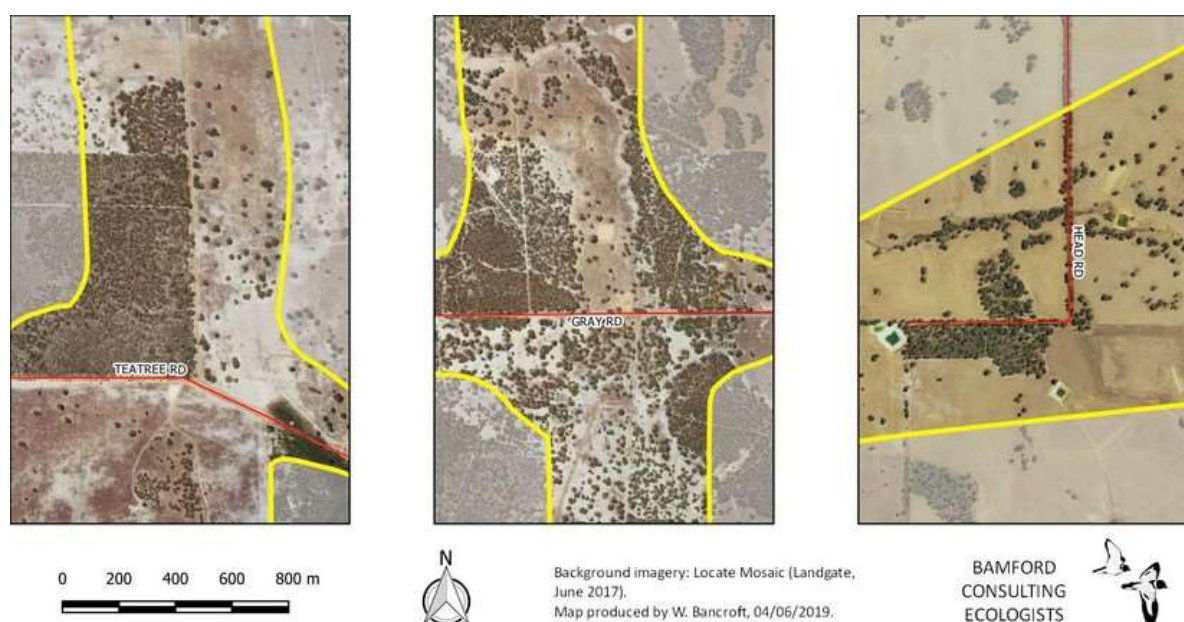 TEATREE RD
GRAY RD
HEAD RD
0 200 400 600 800 m
N
Background imagery: Locate Mosaic (Landgate,
June 2017).
Map produced by W. Bancroft, 04/06/2019.
BAMFORD
CONSULTING
ECOLOGISTS